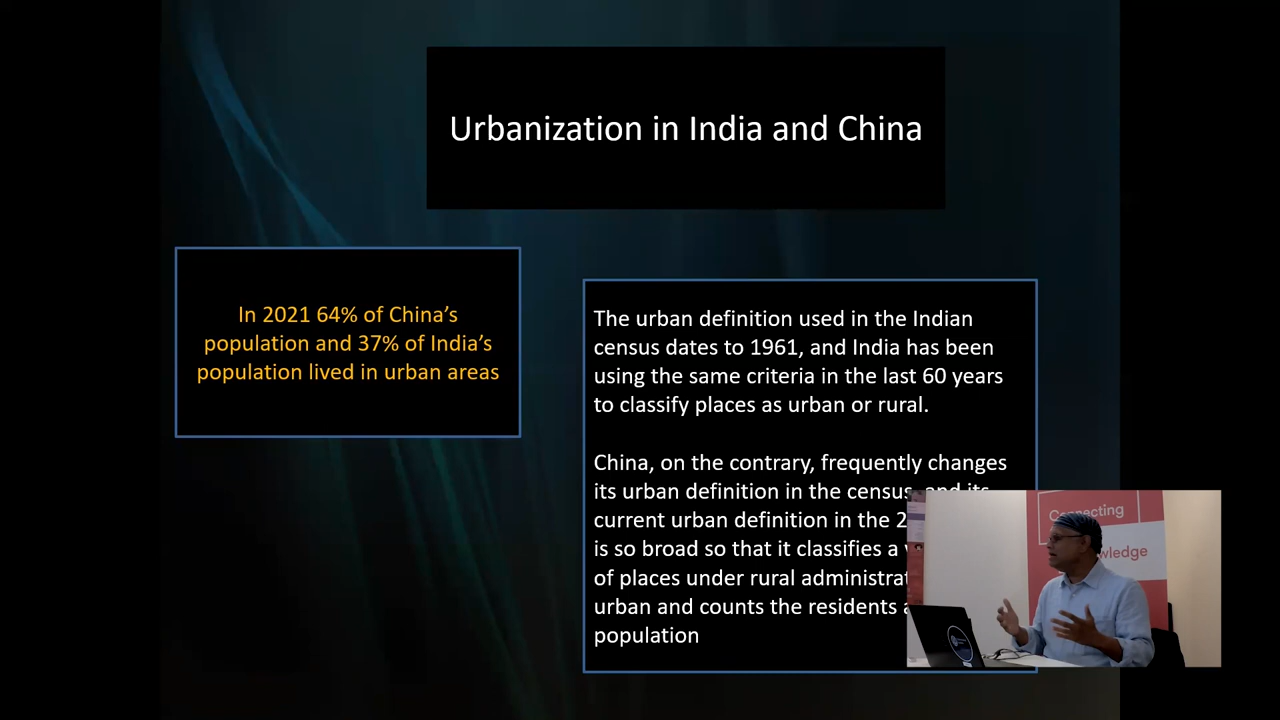 Urbanization in India and China
In 2021 64% of China's
population and 37% of India's
population lived in urban areas
The urban definition used in the Indian
census dates to 1961, and India has been
using the same criteria in the last 60 years
to classify places as urban or rural.
China, on the contrary, frequently changes
its urban definition in the census, and its
current urban definition in the 2
is so broad so that it classifies a
of places under rural
urban and counts the residents
population
Connecting